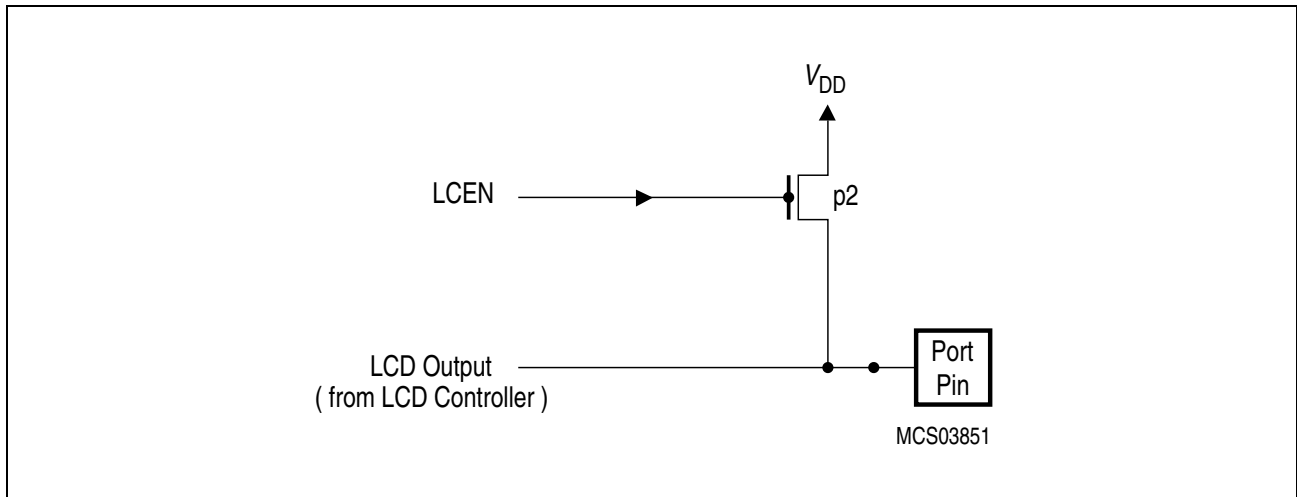 VDD
LCEN
p2
LCD Output
( from LCD Controller )
Port
Pin
MCS03851